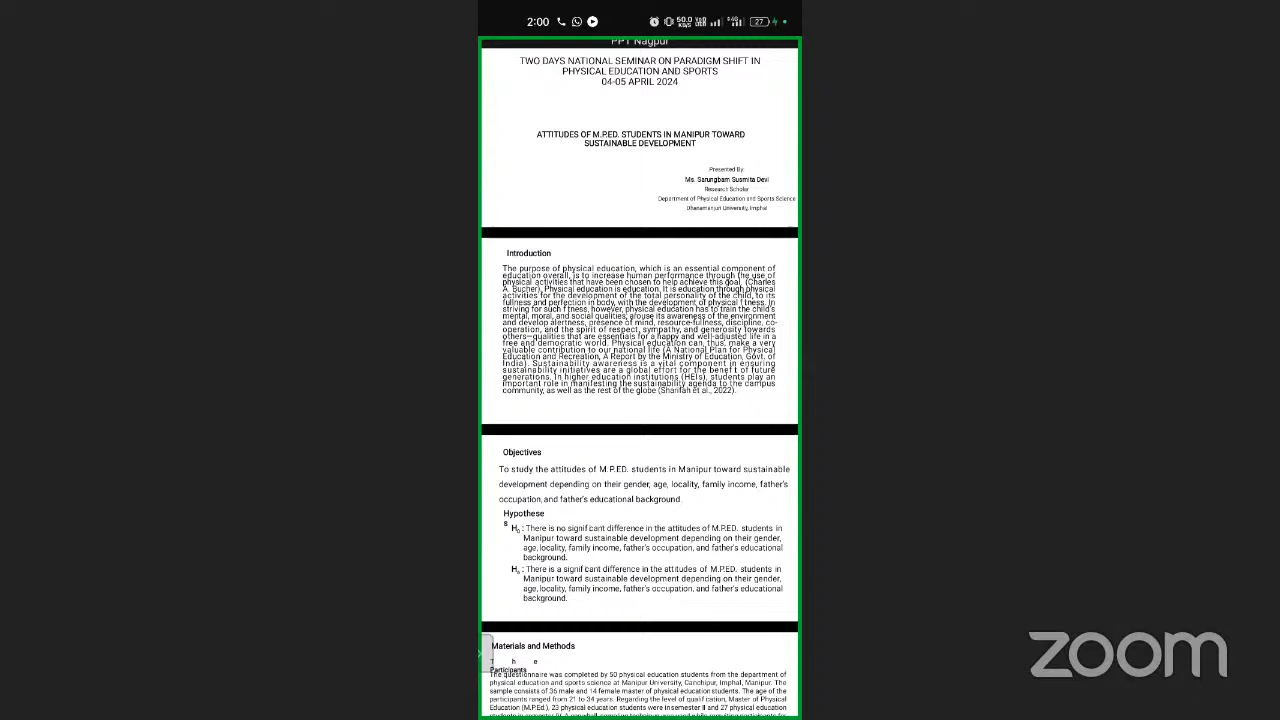 2:00
50.0 KB/S
27
PPT Nagpur
TWO DAYS NATIONAL SEMINAR ON PARADIGM SHIFT IN
PHYSICAL EDUCATION AND SPORTS
04-05 APRIL 2024
ATTITUDES OF M.P.ED. STUDENTS IN MANIPUR TOWARD
SUSTAINABLE DEVELOPMENT
Presented By:
Ms. Sarungbam Susmita Devi
Research Scholar
Department of Physical Education and Sports Science
Dhanamanjuri University, Imphal
Introduction
The purpose of physical education, which is an essential component of
education overall, is to increase human performance through the use of
physical activities that have been chosen to help achieve this goal, (Charles
A. Bucher). Physical education is education. It is education through physical
activities for the development of the total personality of the child, to its
fullness and perfection in body, with the development of physical f tness. In
striving for such f tness, however, physical education has to train the child's
mental, moral, and social qualities, arouse its awareness of the environment
and develop alertness, presence of mind, resource-fullness, discipline, co-
operation, and the spirit of respect, sympathy, and generosity towards
others—qualities that are essentials for a happy and well-adjusted life in a
free and democratic world. Physical education can, thus, make a very
valuable contribution to our national life (A National Plan for Physical
Education and Recreation, A Report by the Ministry of Education, Govt. of
India). Sustainability awareness is a vital component in ensuring
sustainability initiatives are a global effort for the benef t of future
generations. In higher education institutions (HEIs), students play an
important role in manifesting the sustainability agenda to the campus
community, as well as the rest of the globe (Sharifah et al., 2022).
Objectives
To study the attitudes of M.P.ED. students in Manipur toward sustainable
development depending on their gender, age, locality, family income, father's
occupation, and father's educational background.
Hypothese
s
H0 : There is no signif cant difference in the attitudes of M.P.ED. students in
Manipur toward sustainable development depending on their gender,
age, locality, family income, father's occupation, and father's educational
background.
Ha : There is a signif cant difference in the attitudes of M.P.ED. students in
Manipur toward sustainable development depending on their gender,
age, locality, family income, father's occupation, and father's educational
background.
Materials and Methods
T h e
Participants
The questionnaire was completed by 50 physical education students from the department of
physical education and sports science at Manipur University, Canchipur, Imphal, Manipur. The
sample consists of 36 male and 14 female master of physical education students. The age of the
participants ranged from 21 to 34 years. Regarding the level of qualif cation, Master of Physical
Education (M.P.Ed.), 23 physical education students were in semester II and 27 physical education
zoom